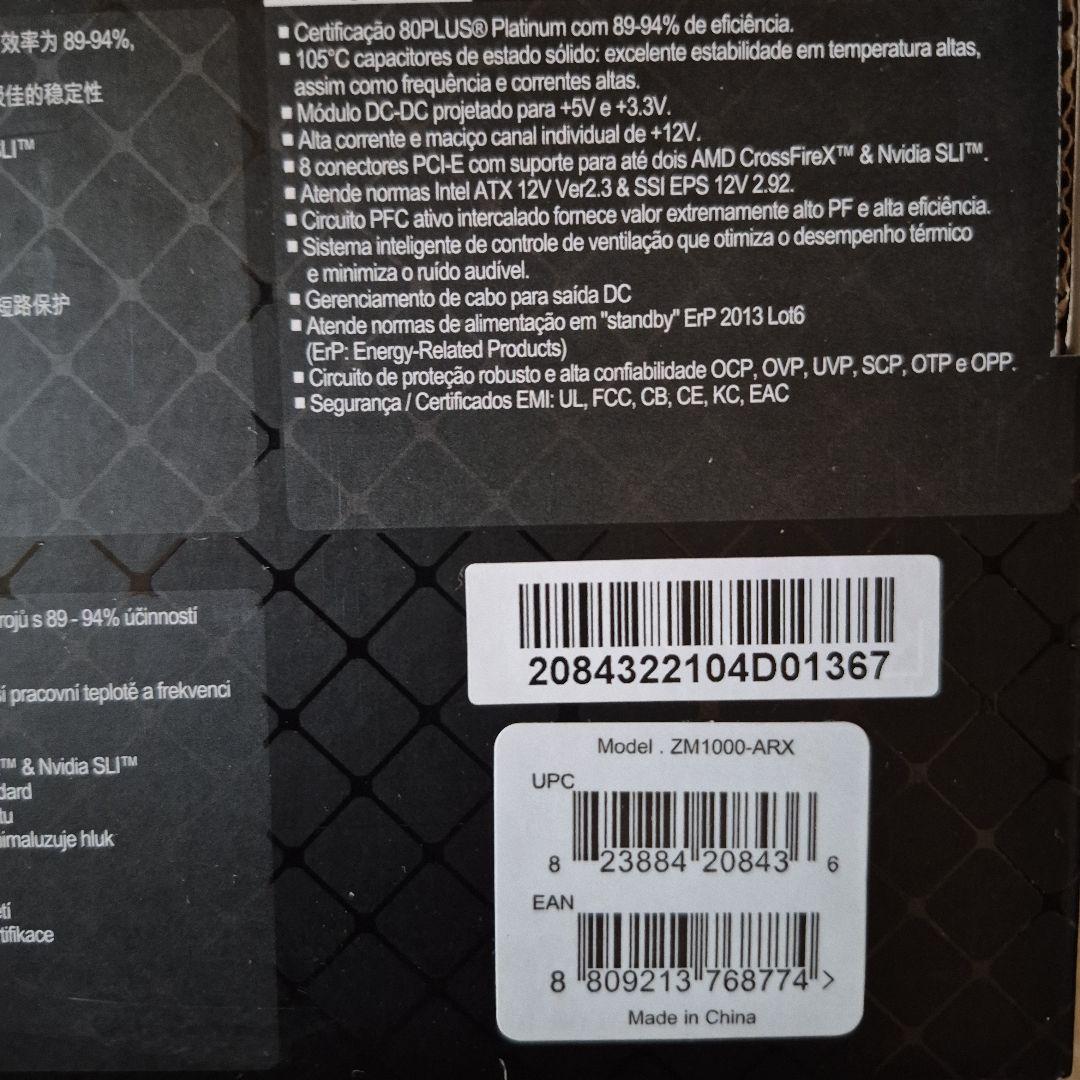 效率为 89-94%,
佳的稳定性
LI™
短路保护
■ Certificação 80PLUS® Platinum com 89-94% de eficiência.
■ 105°C capacitores de estado sólido: excelente estabilidade em temperatura altas,
assim como frequência e correntes altas.
■ Módulo DC-DC projetado para +5V e +3.3V.
■ Alta corrente e maciço canal individual de +12V.
■ 8 conectores PCI-E com suporte para até dois AMD CrossFireX™ & Nvidia SLI™.
■ Atende normas Intel ATX 12V Ver2.3 & SSI EPS 12V 2.92.
■ Circuito PFC ativo intercalado fornece valor extremamente alto PF e alta eficiência.
■ Sistema inteligente de controle de ventilação que otimiza o desempenho térmico
e minimiza o ruído audível.
■ Gerenciamento de cabo para saída DC
■ Atende normas de alimentação em "standby" ErP 2013 Lot6
(ErP: Energy-Related Products)
■ Circuito de proteção robusto e alta confiabilidade OCP, OVP, UVP, SCP, OTP e OPP.
■ Segurança / Certificados EMI: UL, FCC, CB, CE, KC, EAC
rojů s 89 - 94% účinností
í pracovní teplotě a frekvenci
™ & Nvidia SLI™
dard
tu
imaluzuje hluk
etí
tifikace
2084322104D01367
Model . ZM1000-ARX
UPC
8 23884 20843 6
EAN
8 809213 768774 >
Made in China